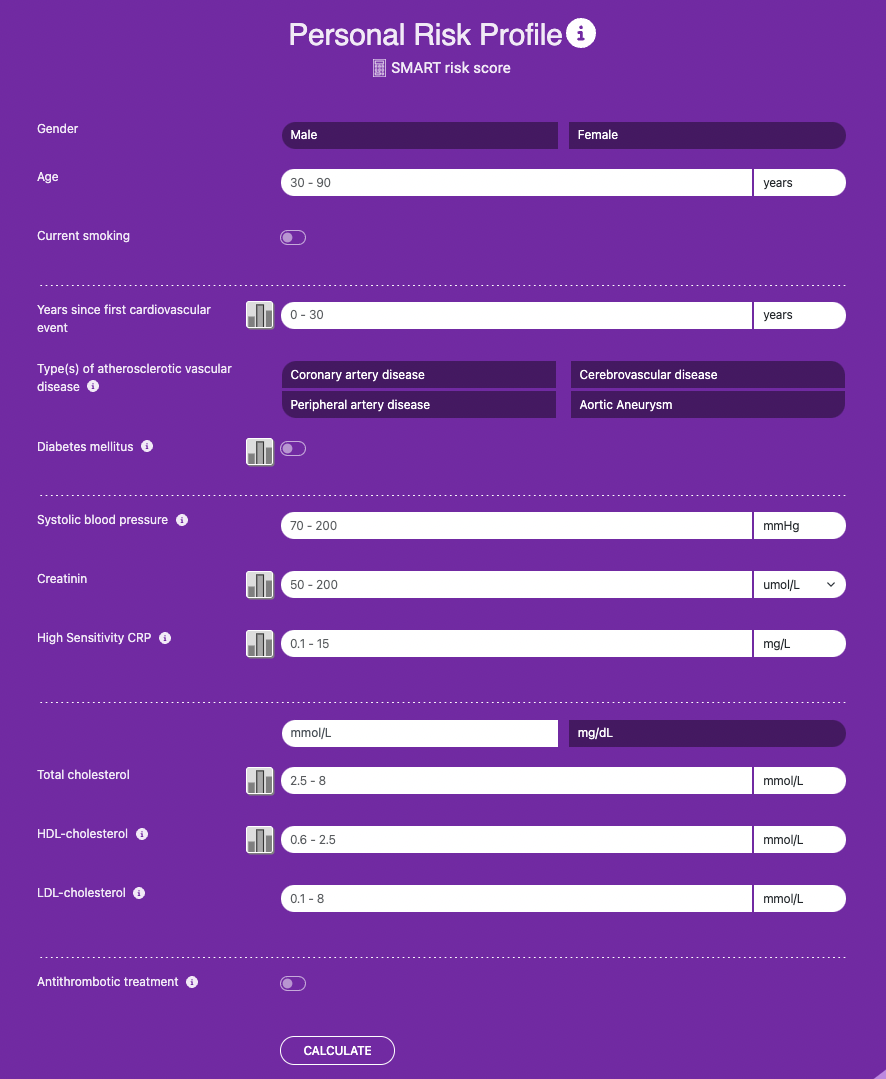 Personal Risk Profile
SMART risk score
Gender
Male
Female
Age
30 - 90
years
Current smoking
Years since first cardiovascular
event
0 - 30
years
Type(s) of atherosclerotic vascular
disease
Coronary artery disease
Cerebrovascular disease
Peripheral artery disease
Aortic Aneurysm
Diabetes mellitus
Systolic blood pressure
70 - 200
mmHg
Creatinin
50 - 200
umol/L
High Sensitivity CRP
0.1 - 15
mg/L
mmol/L
mg/dL
Total cholesterol
2.5 - 8
mmol/L
HDL-cholesterol
0.6 - 2.5
mmol/L
LDL-cholesterol
0.1 - 8
mmol/L
Antithrombotic treatment
CALCULATE